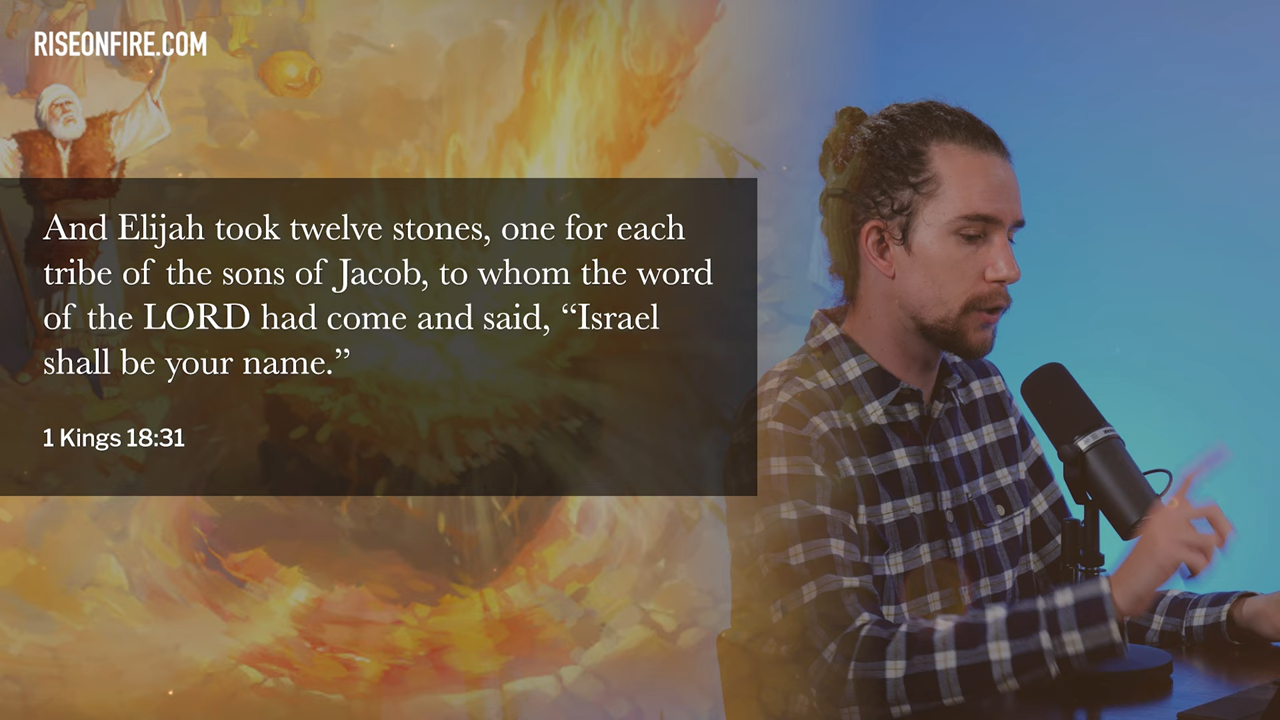 RISEONFIRE.COM
And Elijah took twelve stones, one for each
tribe of the sons of Jacob, to whom the word
of the LORD had come and said, “Israel
shall be your name.”
1 Kings 18:31